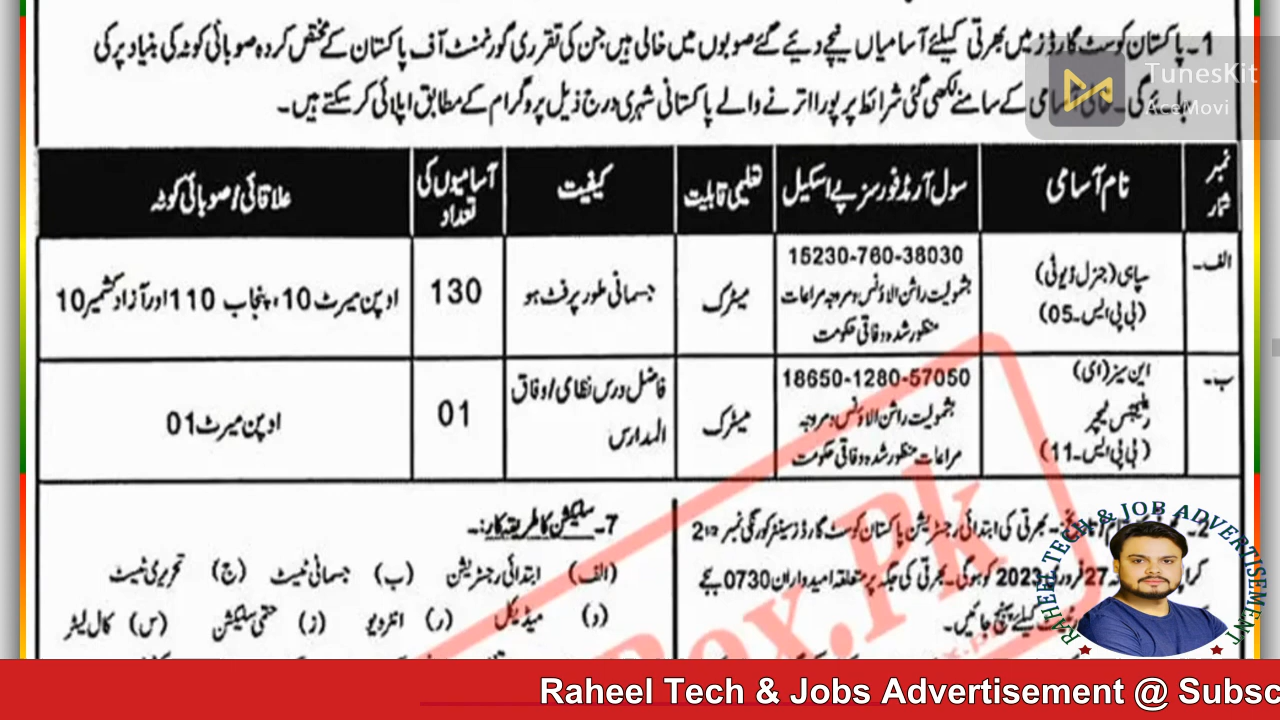 1۔ پاکستان کوسٹ گارڈز میں بھرتی کیلئے آسامیاں نیچے دیئے گئے صوبوں میں خالی ہیں جن کی تقرری گورنمنٹ آف پاکستان کے مختص کردہ صوبائی کوٹہ کی بنیاد پر کی
آسامی کے سامنے لکھی گئی شرائط پر پورا اترنے والے پاکستانی شہری درج ذیل پروگرام کے مطابق اپلائی کر سکتے ہیں۔
TunesKit
AceMovi
نمبر شمار
نام آسامی
سول آرمڈ فورسز پے اسکیل
تعلیمی قابلیت
کیفیت
آسامیوں کی تعداد
علاقائی/صوبائی کوٹہ
الف۔
سپاہی (جنرل ڈیوٹی)
(بی پی ایس۔05)
15230-760-38030
بشمولیت راشن الاؤنس و مروجہ مراعات
منظور شدہ وفاقی حکومت
میٹرک
جسمانی طور پر فٹ ہو
130
اوپن میرٹ 10، پنجاب 110 اور آزاد کشمیر 10
ب۔
این سیز (ای)
ریلیجس ٹیچر
(بی پی ایس۔11)
18650-1280-57050
بشمولیت راشن الاؤنس و مروجہ
مراعات منظور شدہ وفاقی حکومت
میٹرک
فاضل درس نظامی/وفاق
المدارس
01
اوپن میرٹ 01
2۔ بھرتی کی ابتدائی رجسٹریشن پاکستان کوسٹ گارڈز سینٹر کورنگی نمبر 2 1/2
27 فروری 2023 کو ہوگی۔ بھرتی کی جگہ پر متعلقہ امیدواران 0730 بجے
کیلئے پہنچ جائیں۔
7۔ سلیکشن کا طریقہ کار:۔
(الف) ابتدائی رجسٹریشن (ب) جسمانی ٹیسٹ (ج) تحریری ٹیسٹ
(د) میڈیکل (ر) انٹرویو (ز) حتمی سلیکشن (س) کال لیٹر
Box.Pk
RAHEEL TECH & JOB ADVERTISEMENT
Raheel Tech & Jobs Advertisement @ Subsc